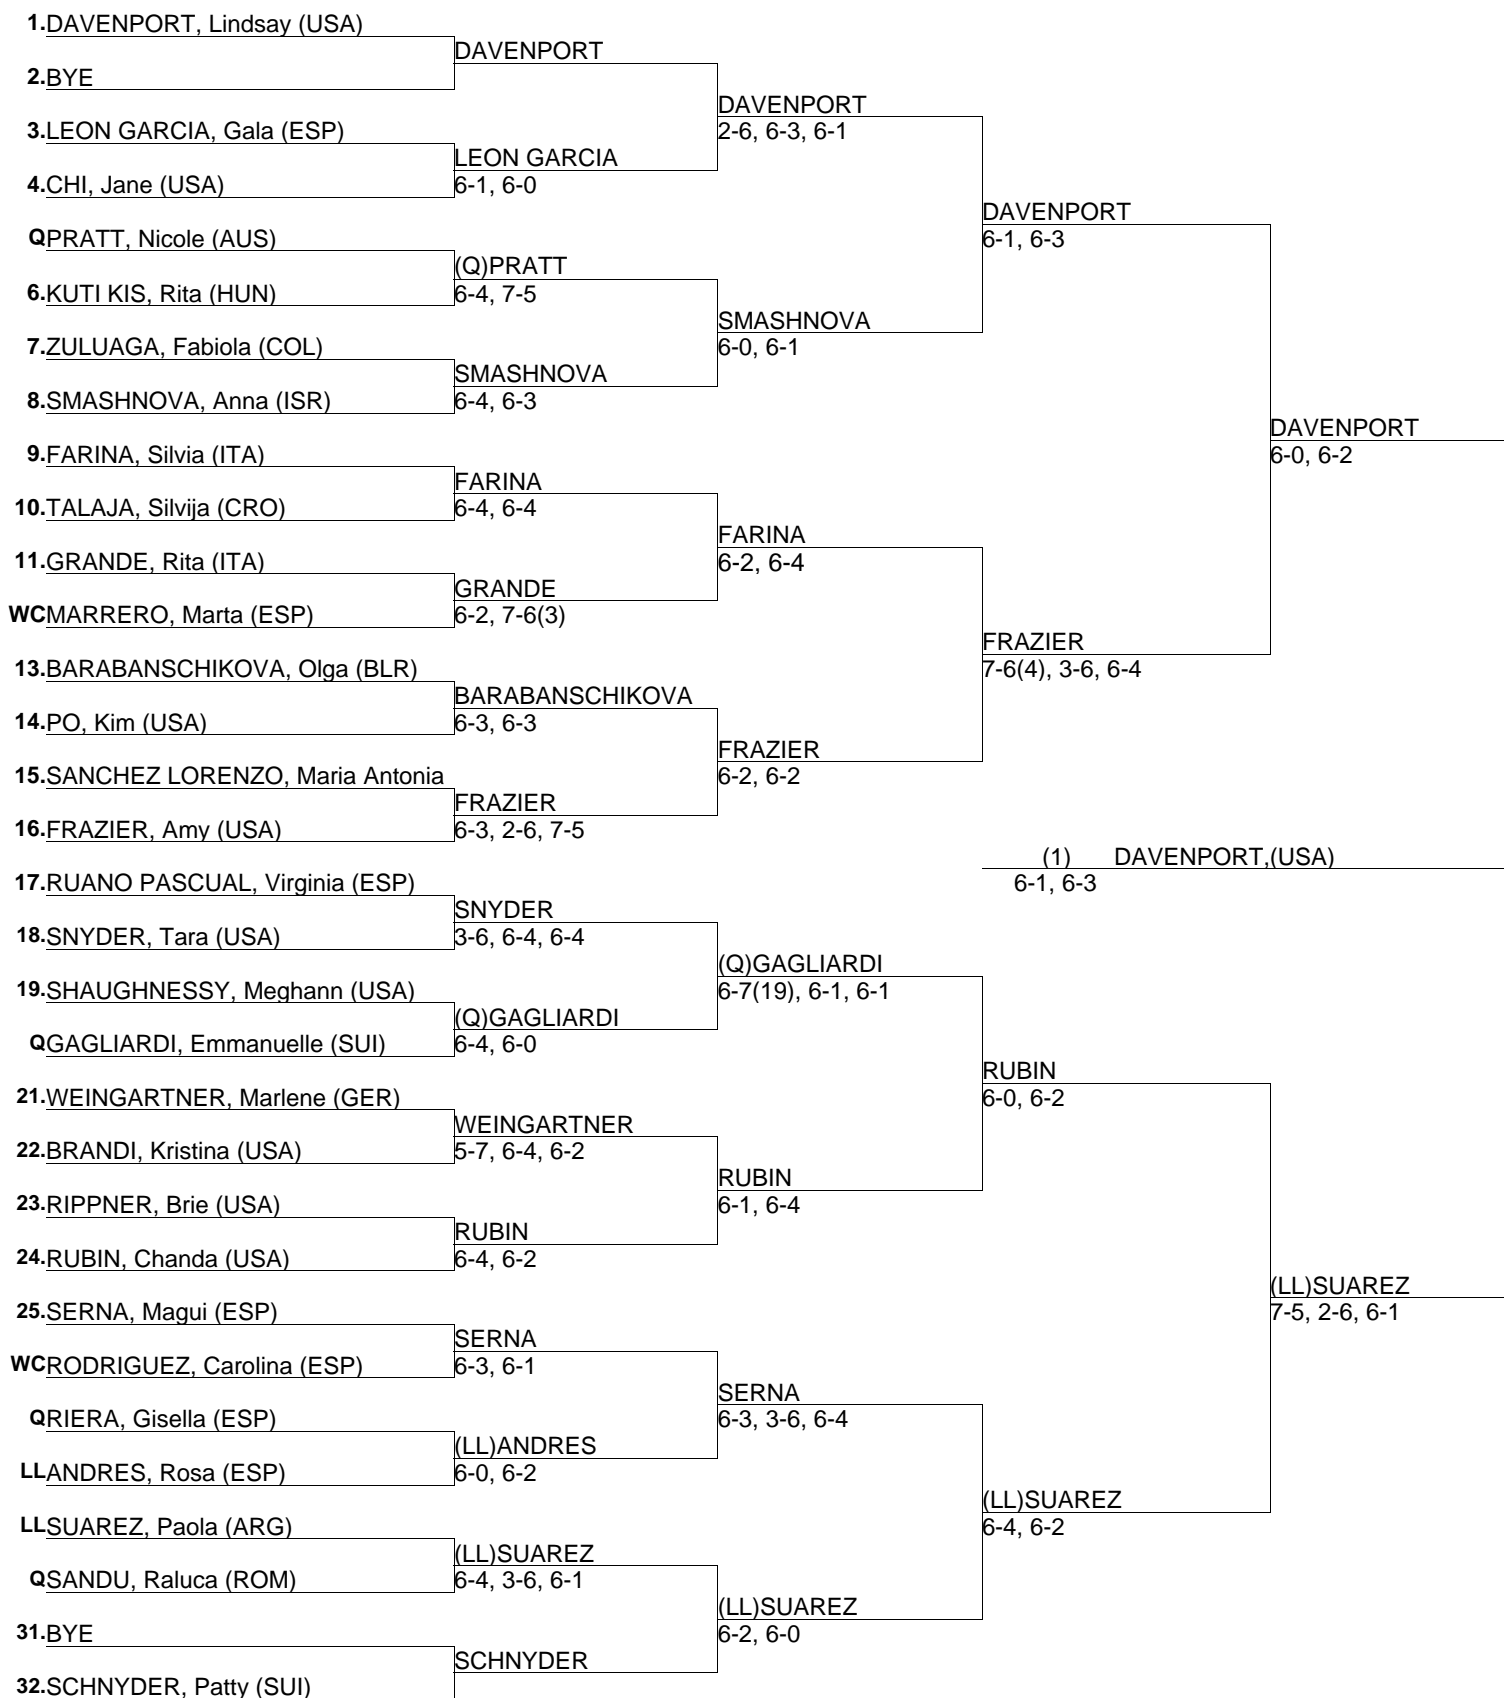 1.DAVENPORT, Lindsay (USA)
DAVENPORT
2.BYE
DAVENPORT
3.LEON GARCIA, Gala (ESP)
2-6, 6-3, 6-1
LEON GARCIA
4.CHI, Jane (USA)
6-1, 6-0
DAVENPORT
QPRATT, Nicole (AUS)
6-1, 6-3
(Q)PRATT
6.KUTI KIS, Rita (HUN)
6-4, 7-5
SMASHNOVA
7.ZULUAGA, Fabiola (COL)
6-0, 6-1
SMASHNOVA
8.SMASHNOVA, Anna (ISR)
6-4, 6-3
DAVENPORT
9.FARINA, Silvia (ITA)
6-0, 6-2
FARINA
10.TALAJA, Silvija (CRO)
6-4, 6-4
FARINA
11.GRANDE, Rita (ITA)
6-2, 6-4
GRANDE
WCMARRERO, Marta (ESP)
6-2, 7-6(3)
FRAZIER
13.BARABANSCHIKOVA, Olga (BLR)
7-6(4), 3-6, 6-4
BARABANSCHIKOVA
14.PO, Kim (USA)
6-3, 6-3
FRAZIER
15.SANCHEZ LORENZO, Maria Antonia
6-2, 6-2
FRAZIER
16.FRAZIER, Amy (USA)
6-3, 2-6, 7-5
(1) DAVENPORT,(USA)
17.RUANO PASCUAL, Virginia (ESP)
6-1, 6-3
SNYDER
18.SNYDER, Tara (USA)
3-6, 6-4, 6-4
(Q)GAGLIARDI
19.SHAUGHNESSY, Meghann (USA)
6-7(19), 6-1, 6-1
(Q)GAGLIARDI
QGAGLIARDI, Emmanuelle (SUI)
6-4, 6-0
RUBIN
21.WEINGARTNER, Marlene (GER)
6-0, 6-2
WEINGARTNER
22.BRANDI, Kristina (USA)
5-7, 6-4, 6-2
RUBIN
23.RIPPNER, Brie (USA)
6-1, 6-4
RUBIN
24.RUBIN, Chanda (USA)
6-4, 6-2
(LL)SUAREZ
25.SERNA, Magui (ESP)
7-5, 2-6, 6-1
SERNA
WCRODRIGUEZ, Carolina (ESP)
6-3, 6-1
SERNA
QRIERA, Gisella (ESP)
6-3, 3-6, 6-4
(LL)ANDRES
LLANDRES, Rosa (ESP)
6-0, 6-2
(LL)SUAREZ
LLSUAREZ, Paola (ARG)
6-4, 6-2
(LL)SUAREZ
QSANDU, Raluca (ROM)
6-4, 3-6, 6-1
(LL)SUAREZ
31.BYE
6-2, 6-0
SCHNYDER
32.SCHNYDER, Patty (SUI)